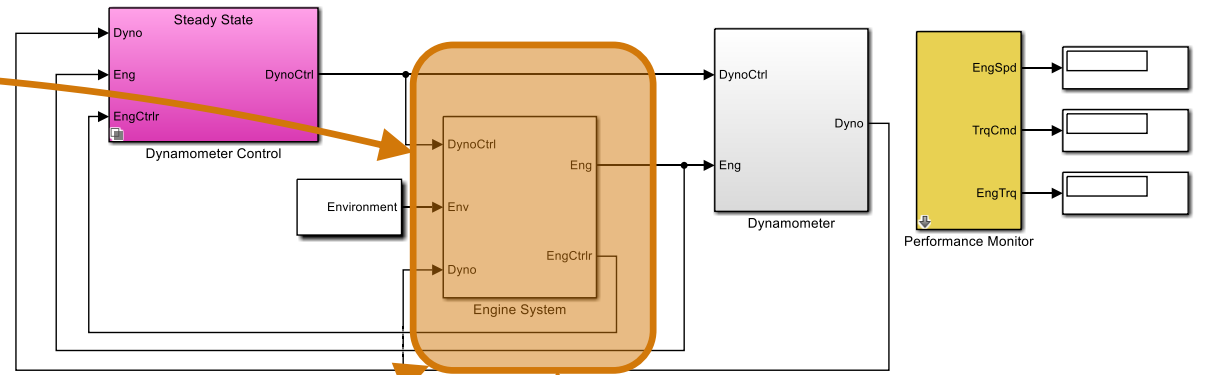 Steady State
Dyno
Eng
EngCtrlr
DynoCtrl
Dynamometer Control
Environment
DynoCtrl
Env
Dyno
Eng
EngCtrlr
Engine System
DynoCtrl
Eng
Dyno
Dynamometer
EngSpd
TrqCmd
EngTrq
Performance Monitor